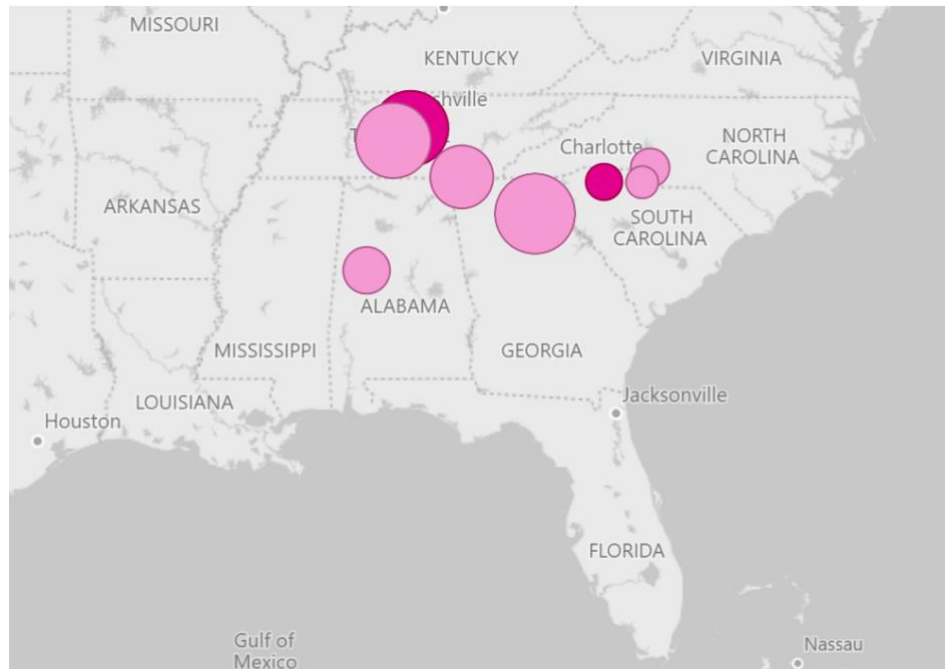 MISSOURI
KENTUCKY
VIRGINIA
NORTH
CAROLINA
Charlotte
ARKANSAS
SOUTH
CAROLINA
ALABAMA
MISSISSIPPI
GEORGIA
LOUISIANA
Jacksonville
Houston
FLORIDA
Gulf of
Mexico
Nassau